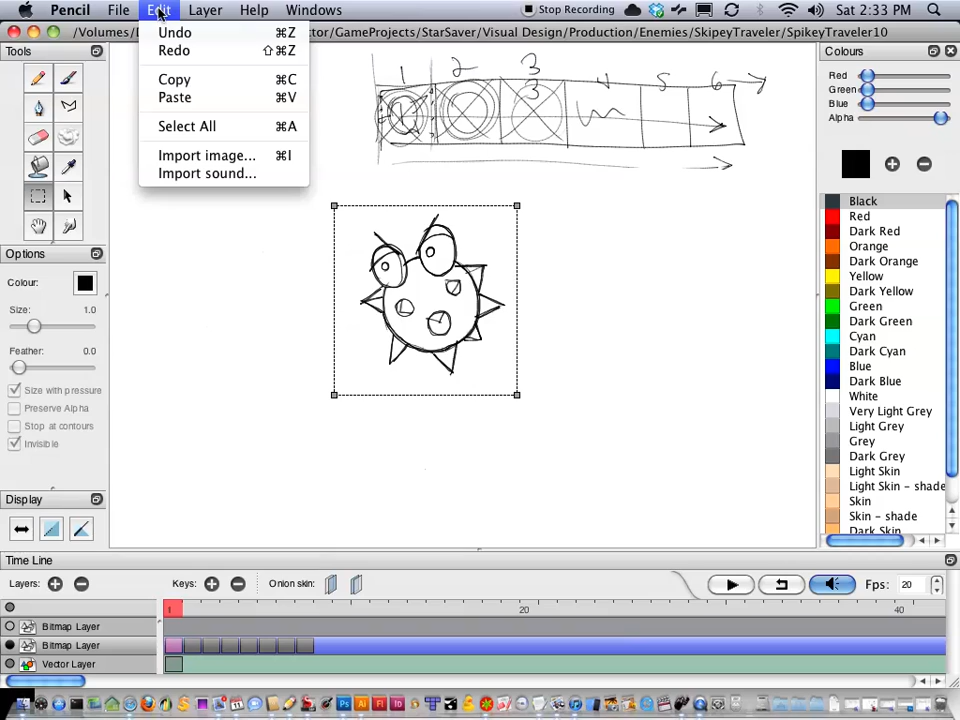 Pencil File Edit Layer Help Windows Stop Recording Sat 2:33 PM
/Volumes/D ctor/GameProjects/StarSaver/Visual Design/Production/Enemies/SkipeyTraveler/SpikeyTraveler10
Undo ⌘Z
Redo ⇧⌘Z
Copy ⌘C
Paste ⌘V
Select All ⌘A
Import image... ⌘I
Import sound...
Tools
1 2 3 4 5 6
3
Options
Colour:
Size: 1.0
Feather: 0.0
Size with pressure
Preserve Alpha
Stop at contours
Invisible
Display
Colours
Red
Green
Blue
Alpha
Black
Red
Dark Red
Orange
Dark Orange
Yellow
Dark Yellow
Green
Dark Green
Cyan
Dark Cyan
Blue
Dark Blue
White
Very Light Grey
Light Grey
Grey
Dark Grey
Light Skin
Light Skin - shade
Skin
Skin - shade
Dark Skin
Time Line
Layers: Keys: Onion skin: Fps: 20
1 20 40
Bitmap Layer
Bitmap Layer
Vector Layer